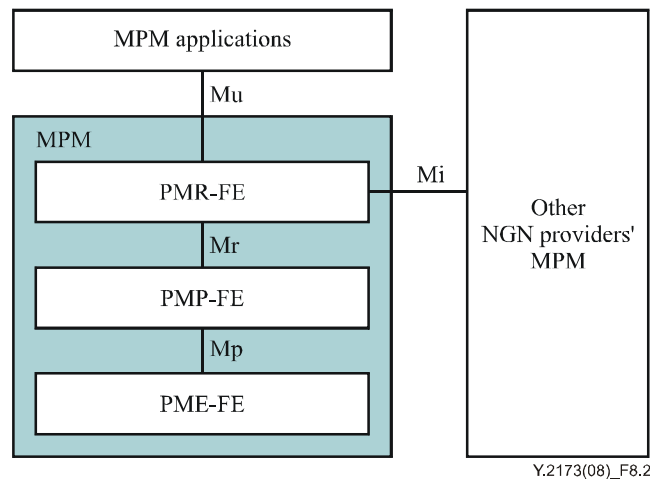 MPM applications
Mu
MPM
PMR-FE
Mi
Mr
PMP-FE
Mp
PME-FE
Other
NGN providers'
MPM
Y.2173(08)_F8.2